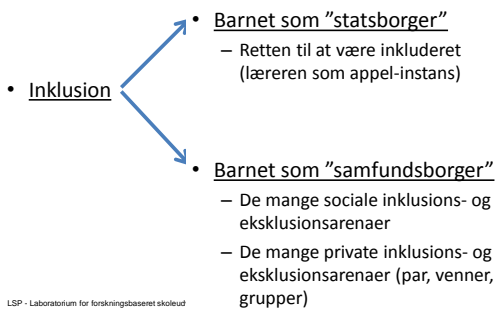 • Barnet som ”statsborger”
– Retten til at være inkluderet
(læreren som appel-instans)
• Inklusion
• Barnet som ”samfundsborger”
– De mange sociale inklusions- og
eksklusionsarenaer
– De mange private inklusions- og
eksklusionsarenaer (par, venner,
grupper)
LSP - Laboratorium for forskningsbaseret skoleud